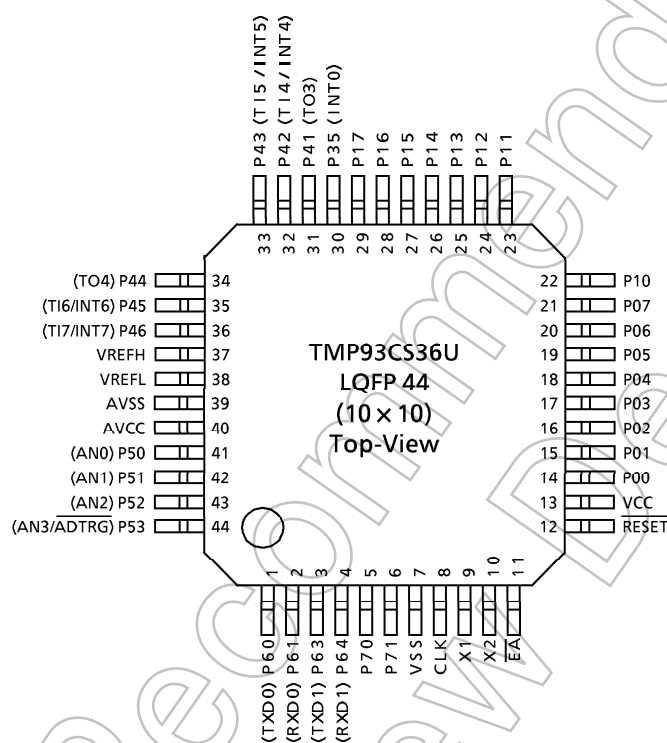 P43 (TI5 / INT5)
P42 (TI4 / INT4)
P41 (TO3)
P35 (INT0)
P17
P16
P15
P14
P13
P12
P11
33
32
31
30
29
28
27
26
25
24
23
(TO4) P44 34
(TI6/INT6) P45 35
(TI7/INT7) P46 36
VREFH 37
VREFL 38
AVSS 39
AVCC 40
(AN0) P50 41
(AN1) P51 42
(AN2) P52 43
(AN3/ADTRG) P53 44
TMP93CS36U
LQFP 44
(10 × 10)
Top-View
22 P10
21 P07
20 P06
19 P05
18 P04
17 P03
16 P02
15 P01
14 P00
13 VCC
12 RESET
1
2
3
4
5
6
7
8
9
10
11
(TXD0) P60
(RXD0) P61
(TXD1) P63
(RXD1) P64
P70
P71
VSS
CLK
X1
X2
EA